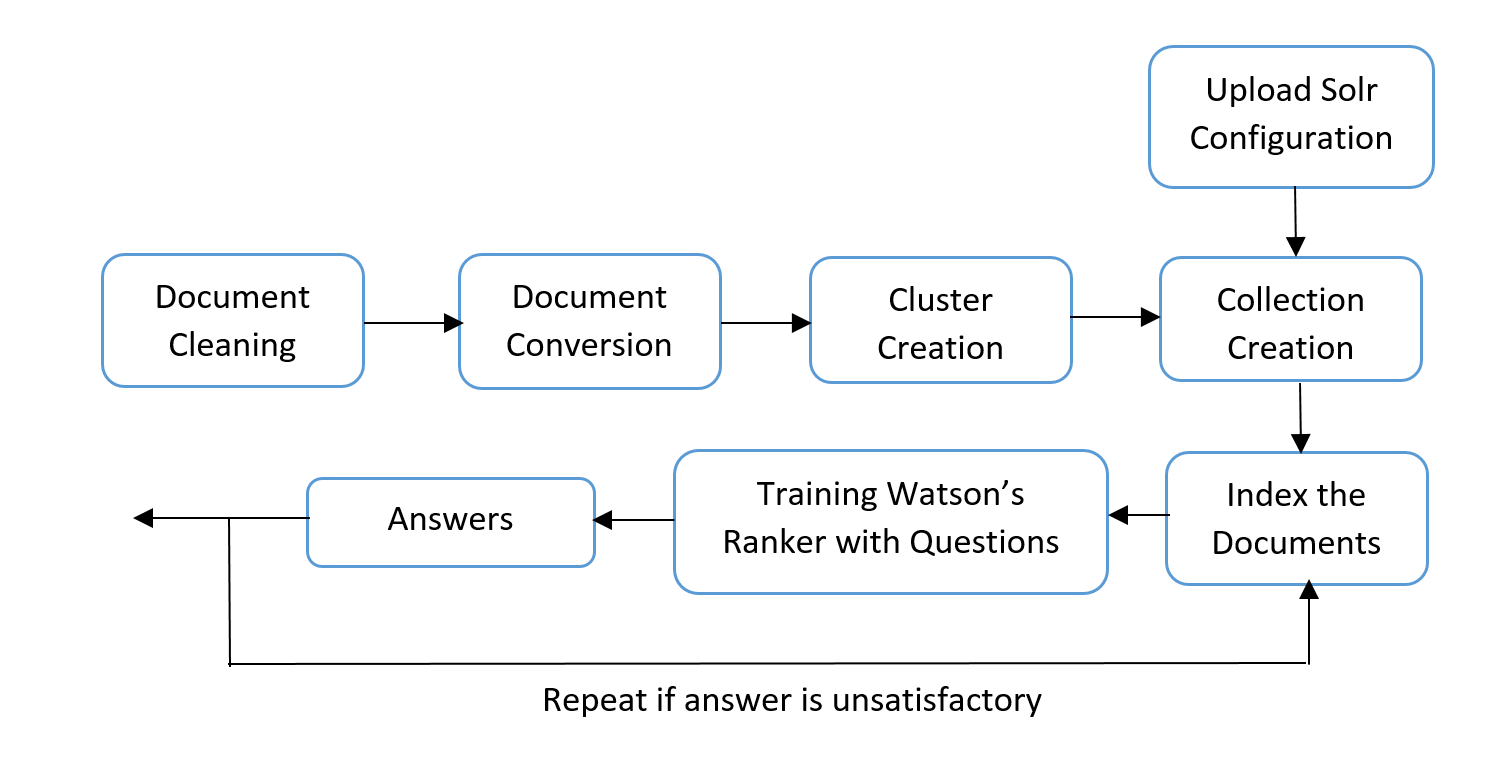 Upload Solr
Configuration
Document
Cleaning
Document
Conversion
Cluster
Creation
Collection
Creation
Answers
Training Watson’s
Ranker with Questions
Index the
Documents
Repeat if answer is unsatisfactory